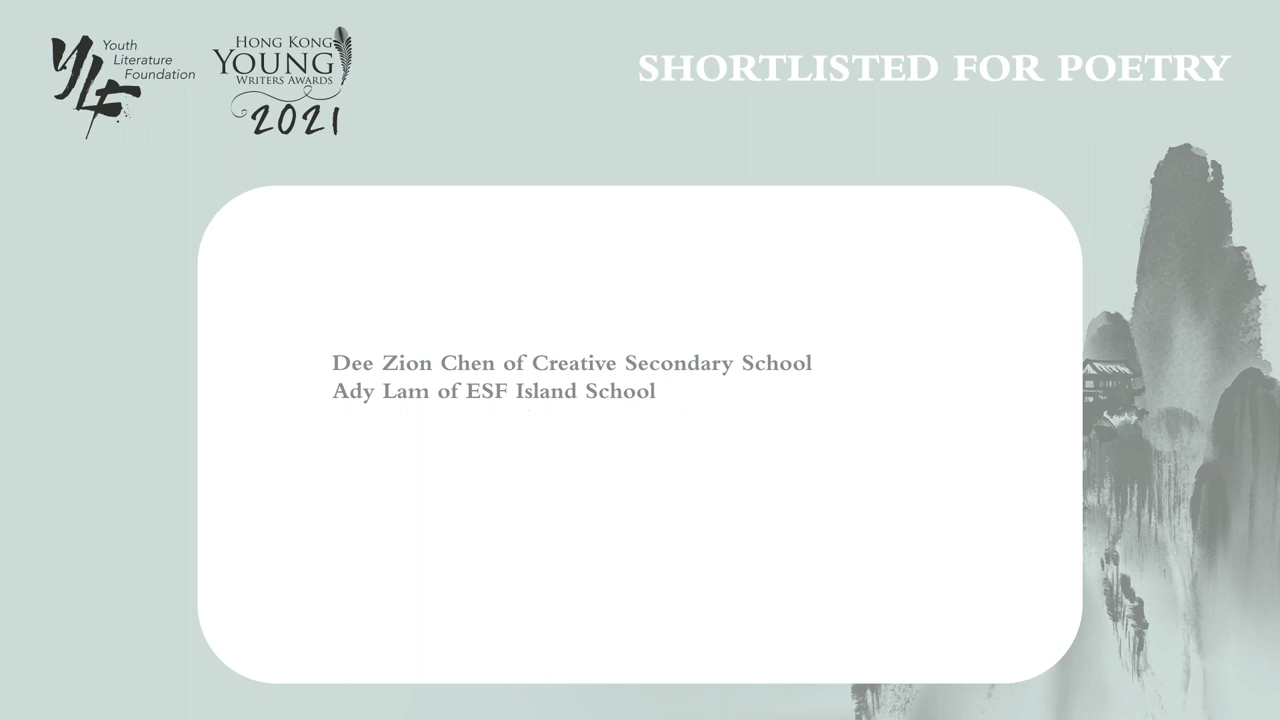 Youth
Literature
Foundation
HONG KONG
YOUNG
WRITERS AWARDS
2021
SHORTLISTED FOR POETRY
Dee Zion Chen of Creative Secondary School
Ady Lam of ESF Island School